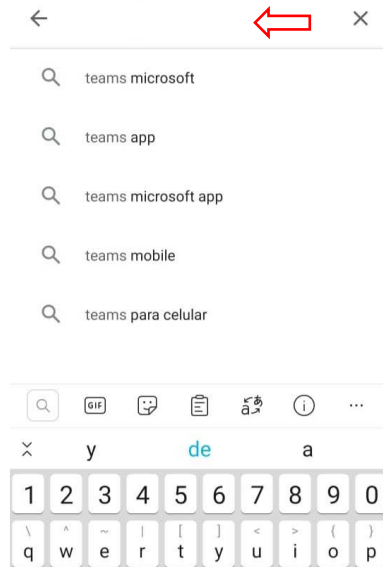 teams microsoft
teams app
teams microsoft app
teams mobile
teams para celular
GIF
y de a
1 2 3 4 5 6 7 8 9 0
\ ^ ~ | [ ] < > { }
q w e r t y u i o p